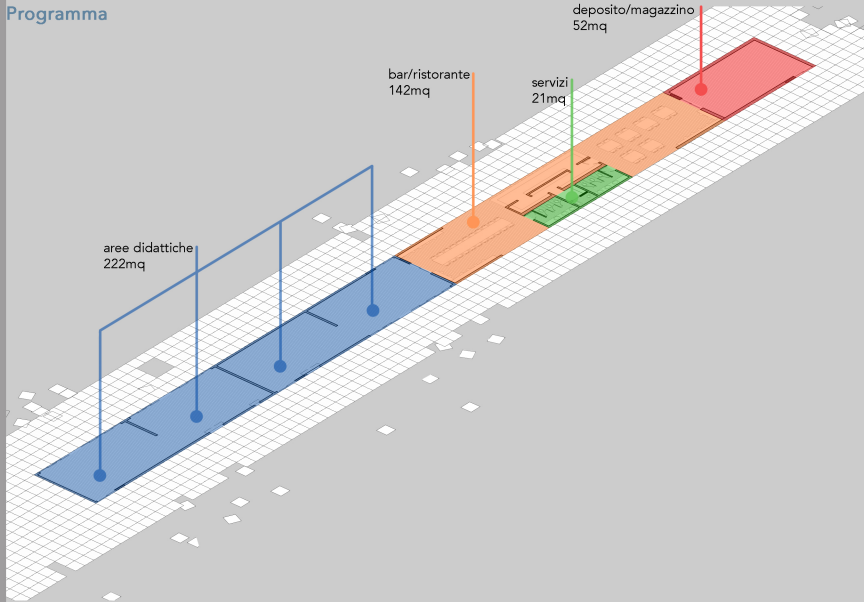 Programma
deposito/magazzino
52mq
bar/ristorante
142mq
servizi
21mq
aree didattiche
222mq